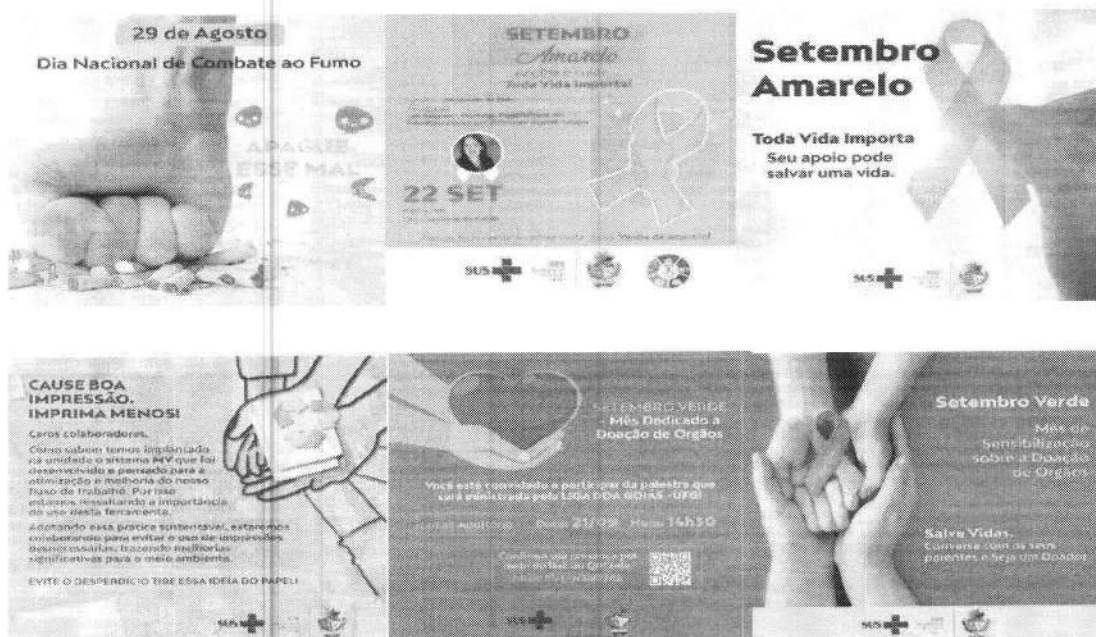 29 de Agosto
Dia Nacional de Combate ao Fumo
APAGUE
ESSE MAL
SETEMBRO
Amarelo
Toda Vida Importa!
22 SET
SUS
Setembro
Amarelo
Toda Vida Importa
Seu apoio pode
salvar uma vida.
SUS
CAUSE BOA
IMPRESSÃO.
IMPRIMA MENOS!
Caros colaboradores,
Como sabem temos implantado
na unidade o sistema MV que foi
desenvolvido e pensado para a
otimização e melhoria do nosso
fluxo de trabalho. Por isso
estamos ressaltando a importância
do uso desta ferramenta.
Adotando essa prática sustentável, estaremos
colaborando para evitar o uso de impressões
desnecessárias, trazendo melhorias
significativas para o meio ambiente.
EVITE O DESPERDÍCIO TIRE ESSA IDEIA DO PAPEL!
SUS
SETEMBRO VERDE
- Mês Dedicado a
Doação de Orgãos
Você está convidado a participar da palestra que
será ministrada pela LIGA DOA GOIÁS - UFG!
Auditório Data: 21/09 Hora: 14h30
SUS
Setembro Verde
Mês de
Sensibilização
sobre a Doação
de Orgãos
Salve Vidas.
Converse com os seus
parentes e Seja um Doador.
SUS